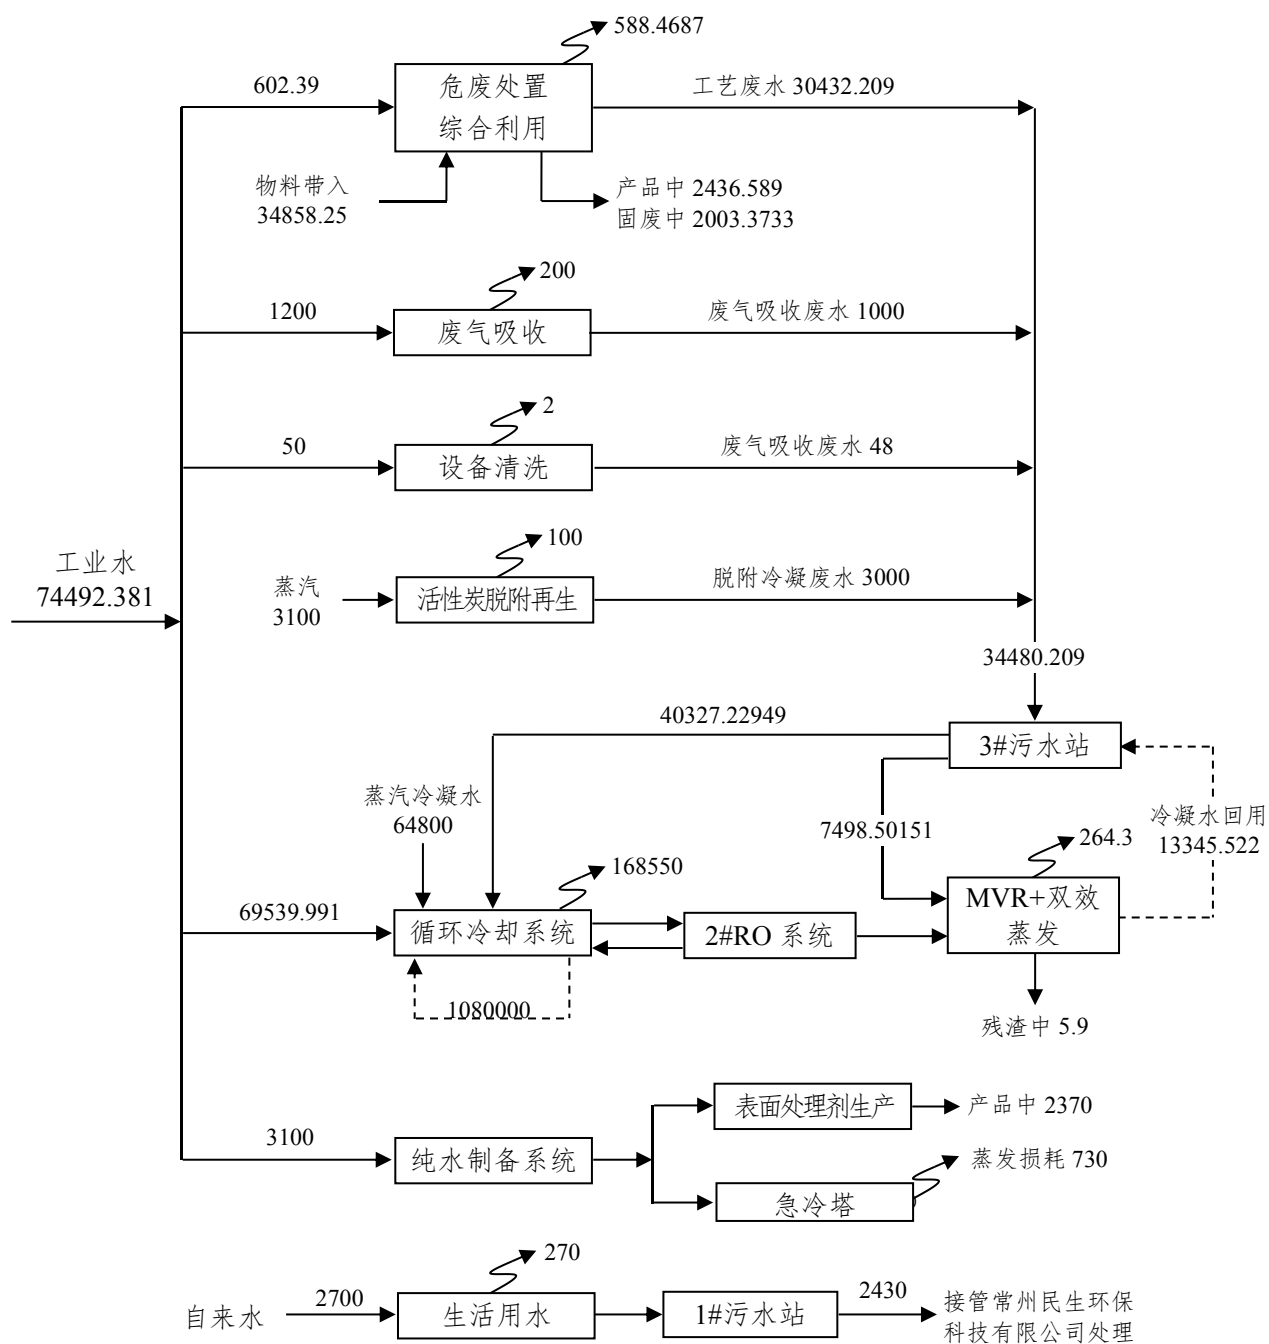 588.4687
602.39
危废处置
综合利用
工艺废水 30432.209
物料带入
34858.25
产品中 2436.589
固废中 2003.3733
200
1200
废气吸收
废气吸收废水 1000
2
50
设备清洗
废气吸收废水 48
工业水
74492.381
100
蒸汽
3100
活性炭脱附再生
脱附冷凝废水 3000
34480.209
40327.22949
3#污水站
蒸汽冷凝水
64800
7498.50151
冷凝水回用
13345.522
264.3
168550
69539.991
循环冷却系统
2#RO 系统
MVR+双效
蒸发
1080000
残渣中 5.9
表面处理剂生产
产品中 2370
3100
纯水制备系统
蒸发损耗 730
急冷塔
270
自来水
2700
生活用水
1#污水站
2430
接管常州民生环保
科技有限公司处理